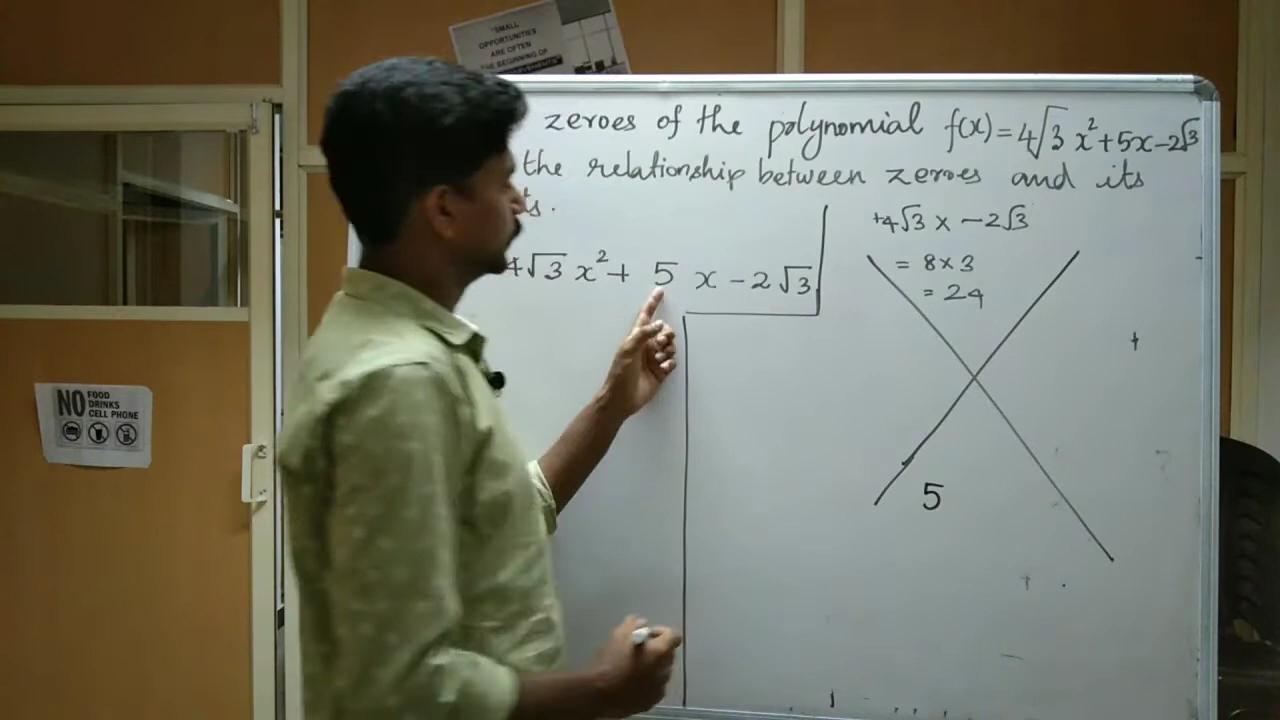 "SMALL
OPPORTUNITIES
ARE OFTEN
THE BEGINNING OF
zeroes of the polynomial f(x)=4√3 x²+5x-2√3
the relationship between zeroes and its
ts.
4√3 x² + 5 x - 2√3
+4√3 x -2√3
= 8×3
= 24
+
5
NO FOOD
DRINKS
CELL PHONE